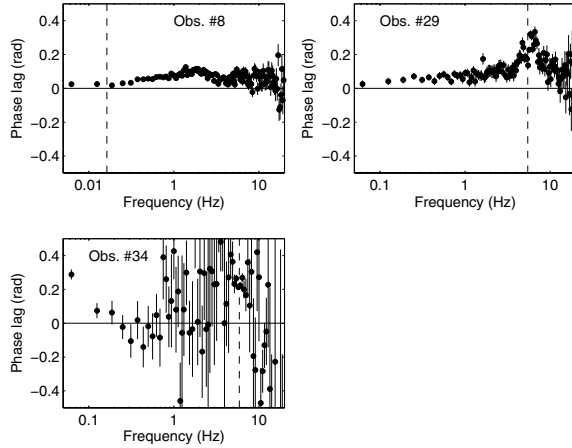 Obs. #8
0.4
0.2
0
−0.2
−0.4
Phase lag (rad)
0.01 1 10
Frequency (Hz)
Obs. #29
0.4
0.2
0
−0.2
−0.4
Phase lag (rad)
0.1 1 10
Frequency (Hz)
Obs. #34
0.4
0.2
0
0.2
0.4
Phase lag (rad)
0.1 1 10
Frequency (Hz)